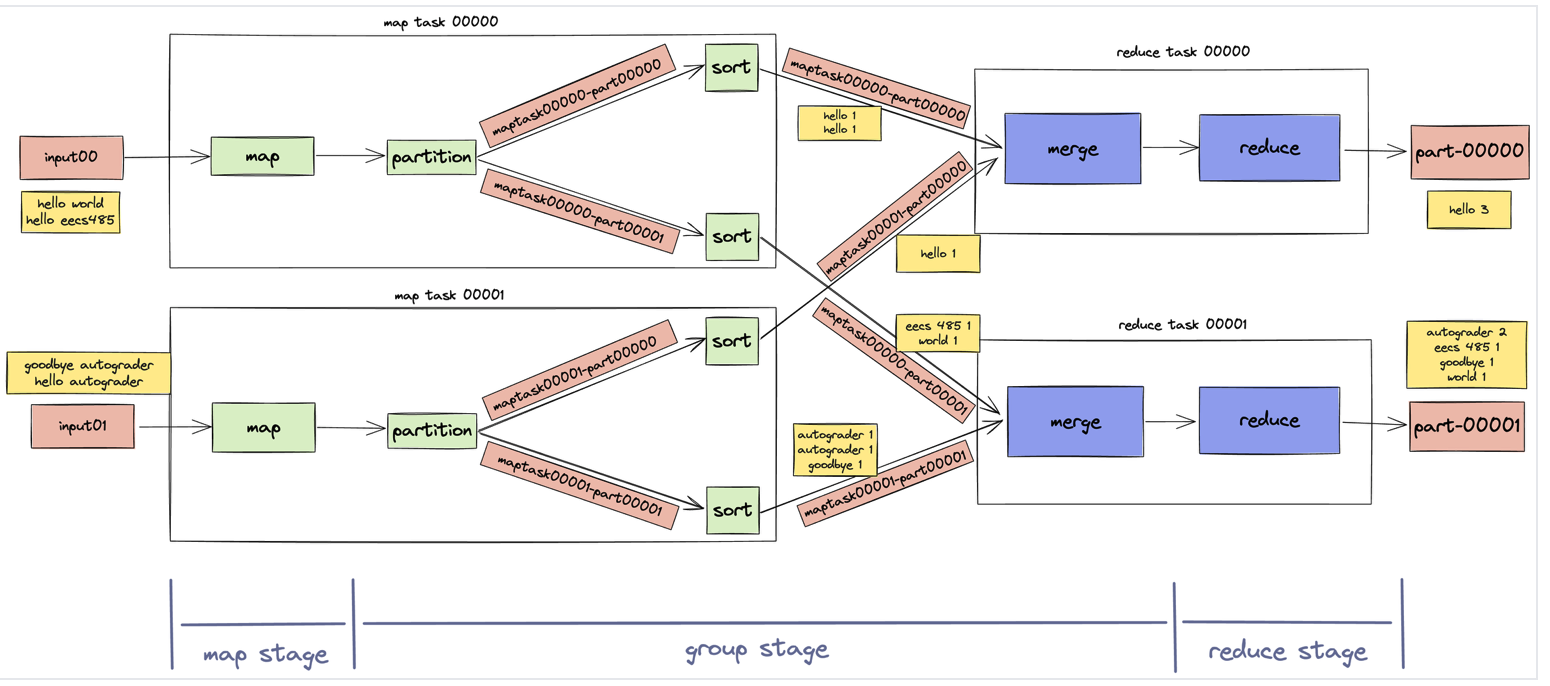 map task 00000
input00
hello world
hello eecs485
map
partition
maptask00000-part00000
maptask00000-part00001
sort
sort
maptask00000-part00000
hello 1
hello 1
maptask00001-part00000
hello 1
reduce task 00000
merge
reduce
part-00000
hello 3
map task 00001
goodbye autograder
hello autograder
input01
map
partition
maptask00001-part00000
maptask00001-part00001
sort
sort
maptask00000-part00001
eecs 485 1
world 1
autograder 1
autograder 1
goodbye 1
maptask00001-part00001
reduce task 00001
merge
reduce
autograder 2
eecs 485 1
goodbye 1
world 1
part-00001
map stage
group stage
reduce stage